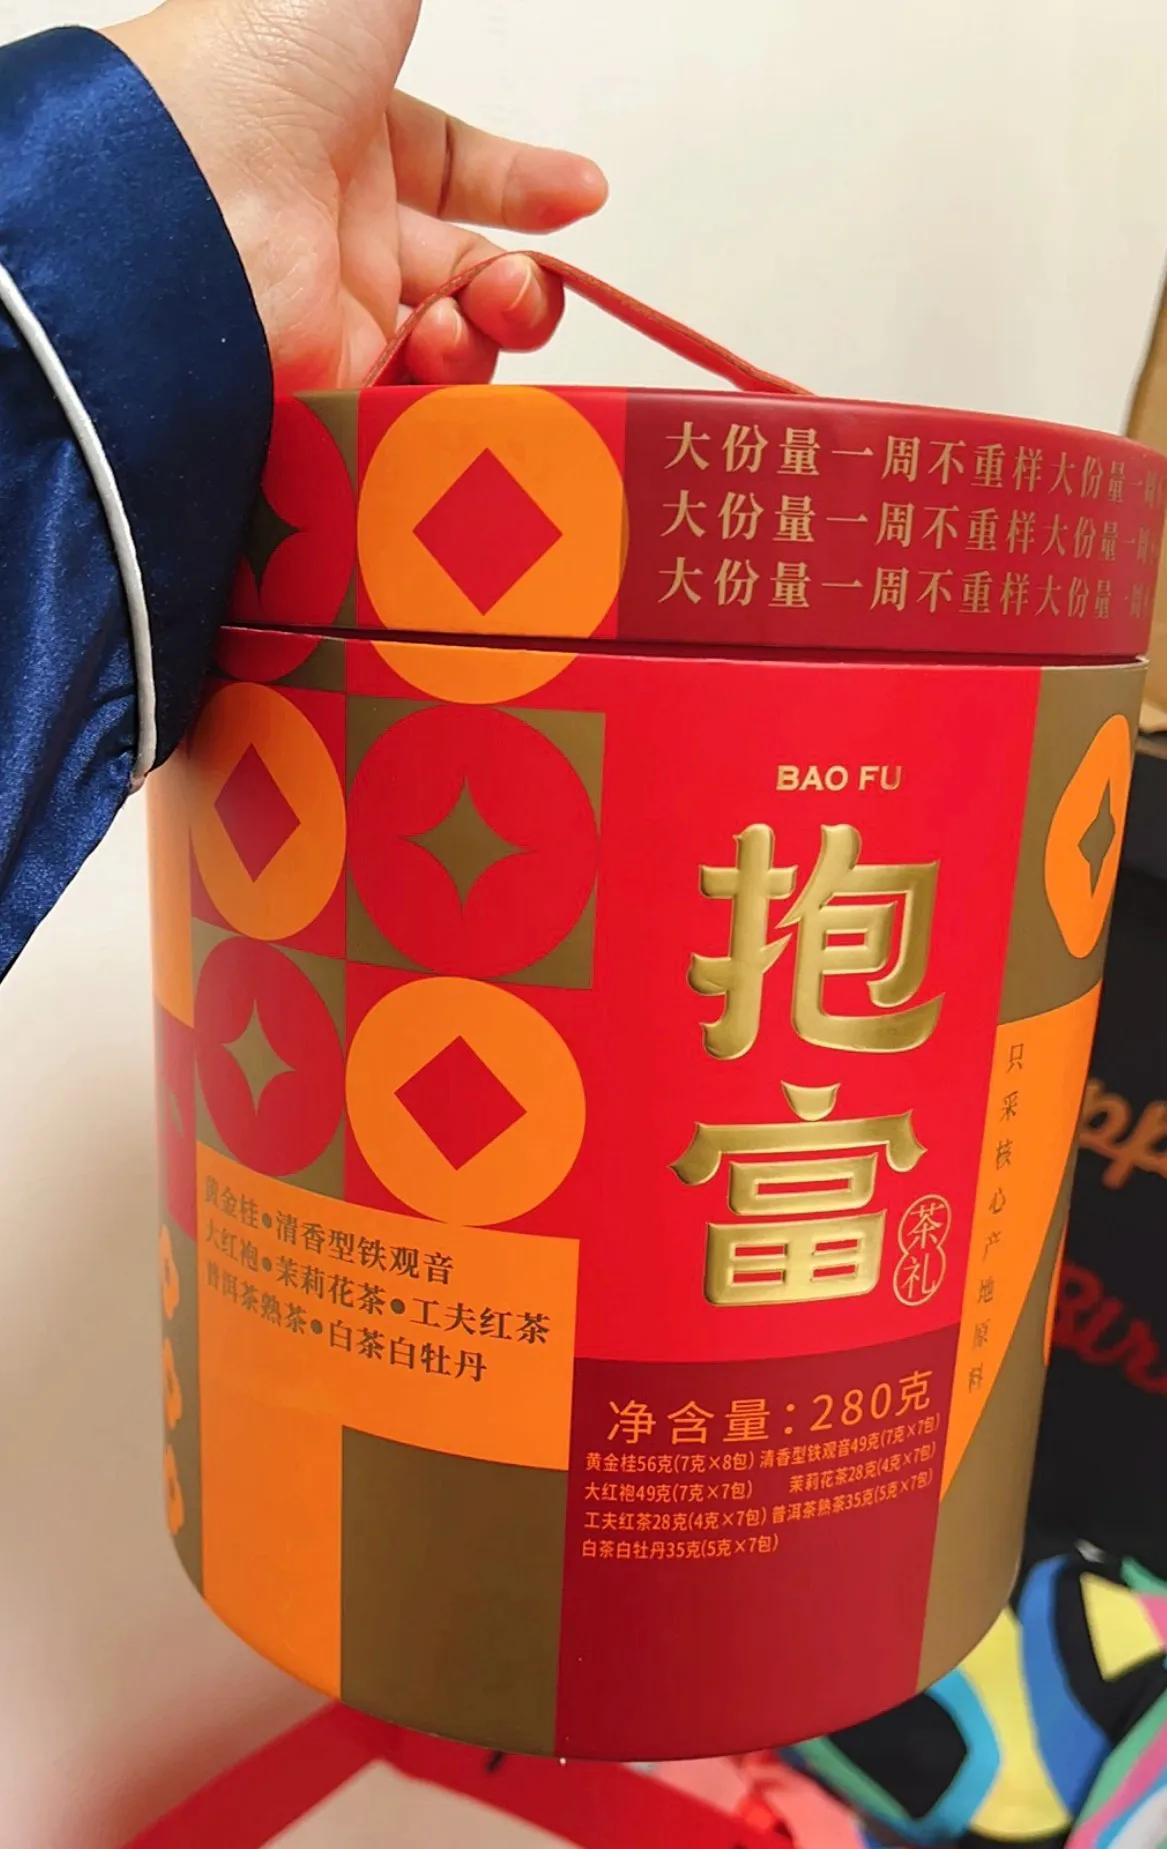 大份量一周不重样大份量一周
大份量一周不重样大份量一周
大份量一周不重样大份量一周
BAO FU
抱富
茶礼
只采核心产地原料
黄金桂•清香型铁观音
大红袍•茉莉花茶•工夫红茶
普洱茶熟茶•白茶白牡丹
净含量：280克
黄金桂56克(7克×8包) 清香型铁观音49克(7克×7包)
大红袍49克(7克×7包) 茉莉花茶28克(4克×7包)
工夫红茶28克(4克×7包) 普洱茶熟茶35克(5克×7包)
白茶白牡丹35克(5克×7包)